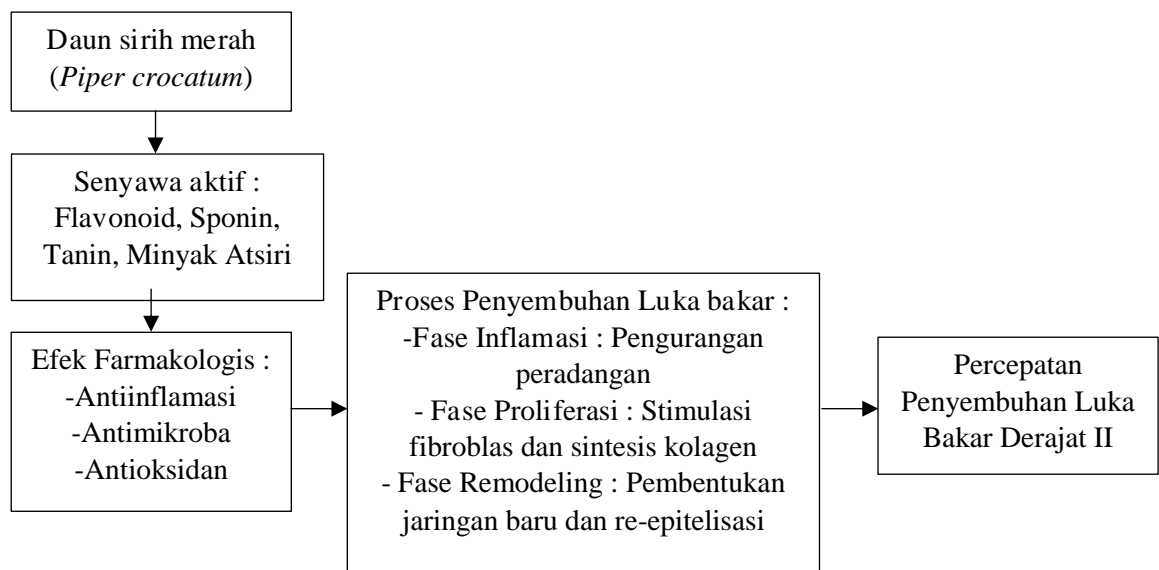 Daun sirih merah
(Piper crocatum)
Senyawa aktif :
Flavonoid, Sponin,
Tanin, Minyak Atsiri
Efek Farmakologis :
-Antiinflamasi
-Antimikroba
-Antioksidan
Proses Penyembuhan Luka bakar :
-Fase Inflamasi : Pengurangan
peradangan
- Fase Proliferasi : Stimulasi
fibroblas dan sintesis kolagen
- Fase Remodeling : Pembentukan
jaringan baru dan re-epitelisasi
Percepatan
Penyembuhan Luka
Bakar Derajat II